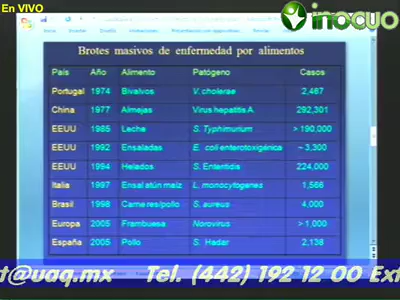 En VIVO
inocuo
Brotes masivos de enfermedad por alimentos
País Año Alimento Patógeno Casos
Portugal 1974 Bivalvos V. cholerae 2,467
China 1977 Almejas Virus hepatitis A 292,301
EEUU 1985 Leche S. Typhimurium > 190,000
EEUU 1992 Ensaladas E. coli enterotoxigénica ~ 3,300
EEUU 1994 Helados S. Ententidis 224,000
Italia 1997 Ensal atún maíz L. monocytogenes 1,566
Brasil 1998 Carne res/pollo S. aureus 4,000
Europa 2005 Frambuesa Norovirus > 1,000
España 2005 Pollo S. Hadar 2,138
t@uaq.mx Tel. (442) 192 12 00 Ext